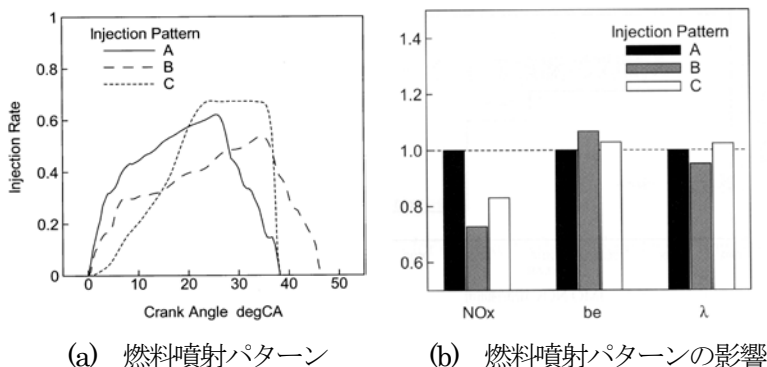 1
0.8
0.6
0.4
0.2
0
Injection Rate
Injection Pattern
A
B
C
0 10 20 30 40 50
Crank Angle degCA
(a) 燃料噴射パターン
1.4
1.2
1.0
0.8
0.6
Injection Pattern
A
B
C
NOx be λ
(b) 燃料噴射パターンの影響